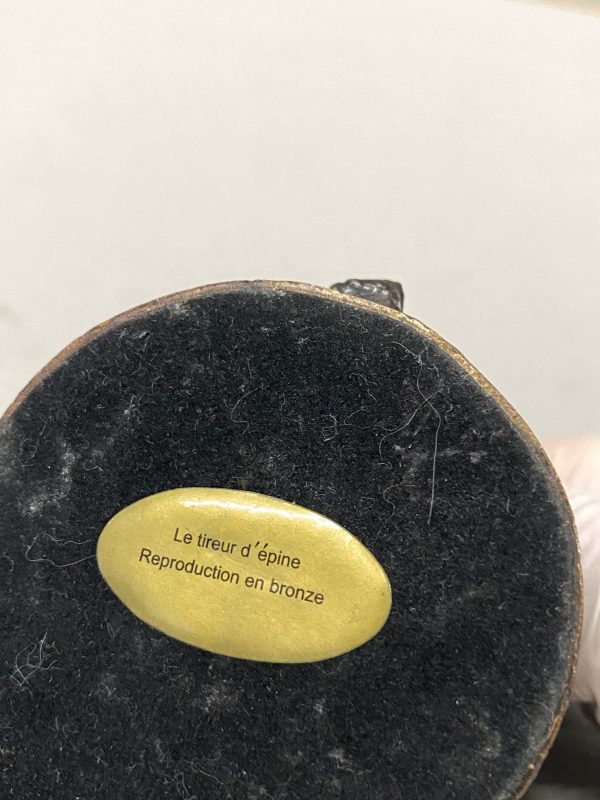 Le tireur d'épine
Reproduction en bronze